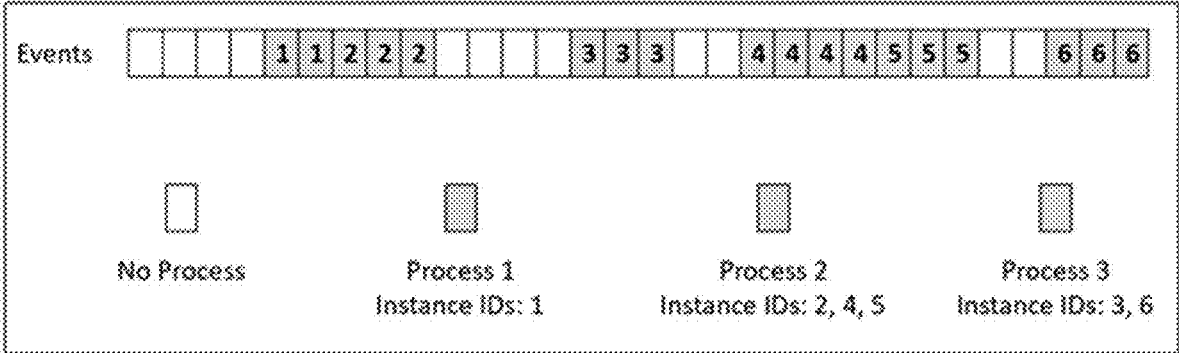 Events 1 1 2 2 2 3 3 3 4 4 4 4 5 5 5 6 6 6
No Process Process 1 Process 2 Process 3
Instance IDs: 1 Instance IDs: 2, 4, 5 Instance IDs: 3, 6